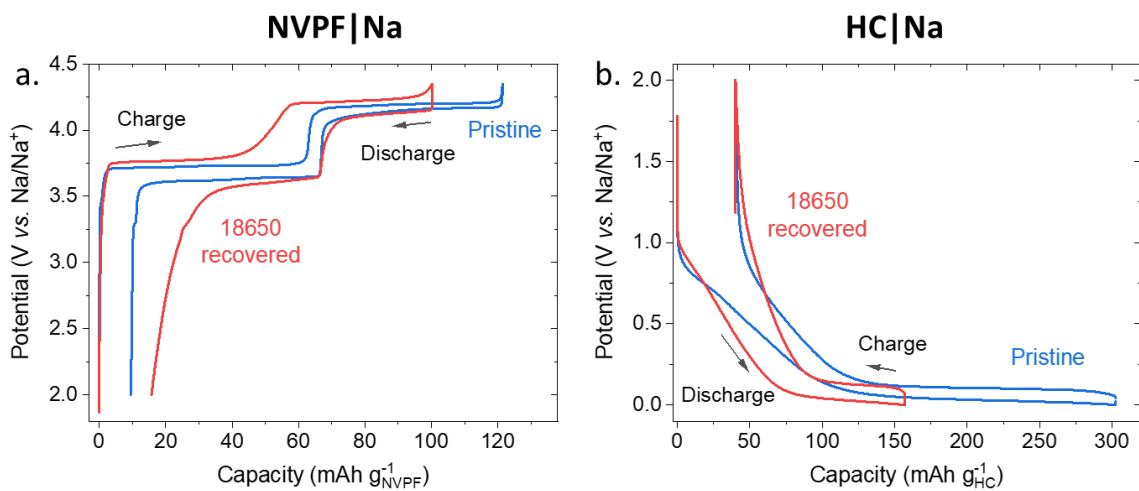 NVPF|Na
HC|Na
a.
4.5
4.0
3.5
3.0
2.5
2.0
Potential (V vs. Na/Na⁺)
Charge
Pristine
Discharge
18650
recovered
0 20 40 60 80 100 120
Capacity (mAh g⁻¹NVPF)
b.
2.0
1.5
1.0
0.5
0.0
Potential (V vs. Na/Na⁺)
18650
recovered
Charge
Pristine
Discharge
0 50 100 150 200 250 300
Capacity (mAh g⁻¹HC)